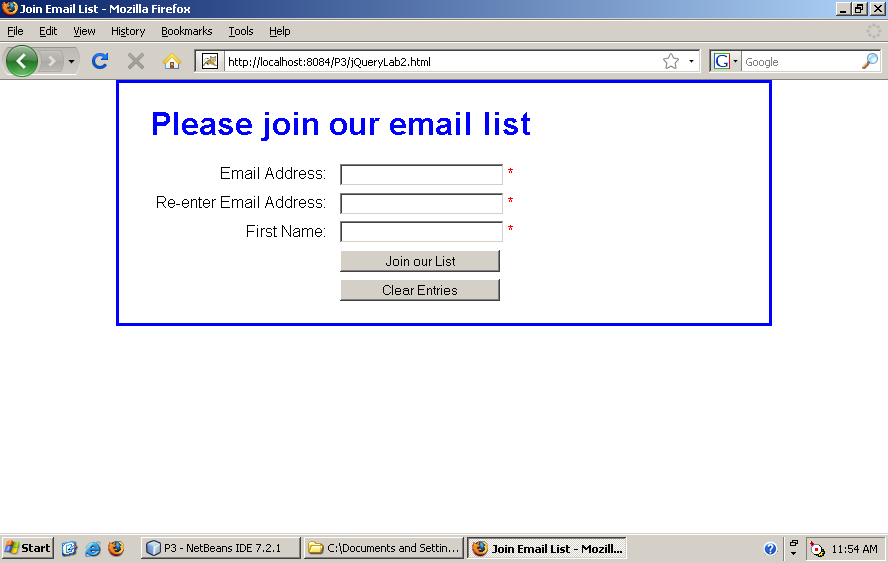 Join Email List - Mozilla Firefox
File Edit View History Bookmarks Tools Help
http://localhost:8084/P3/jQueryLab2.html
G Google
Please join our email list
Email Address: *
Re-enter Email Address: *
First Name: *
Join our List
Clear Entries
Start P3 - NetBeans IDE 7.2.1 C:\Documents and Settin... Join Email List - Mozill... ? 11:54 AM